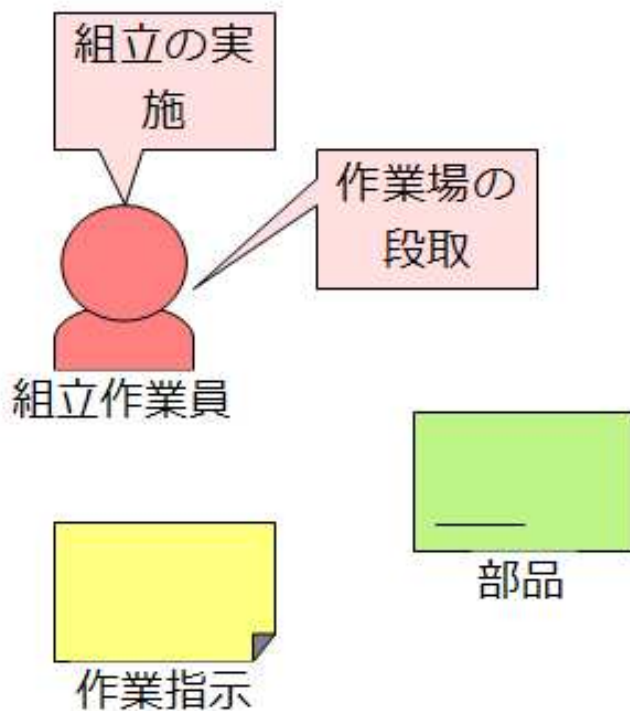 組立の実
施
作業場の
段取
組立作業員
部品
作業指示